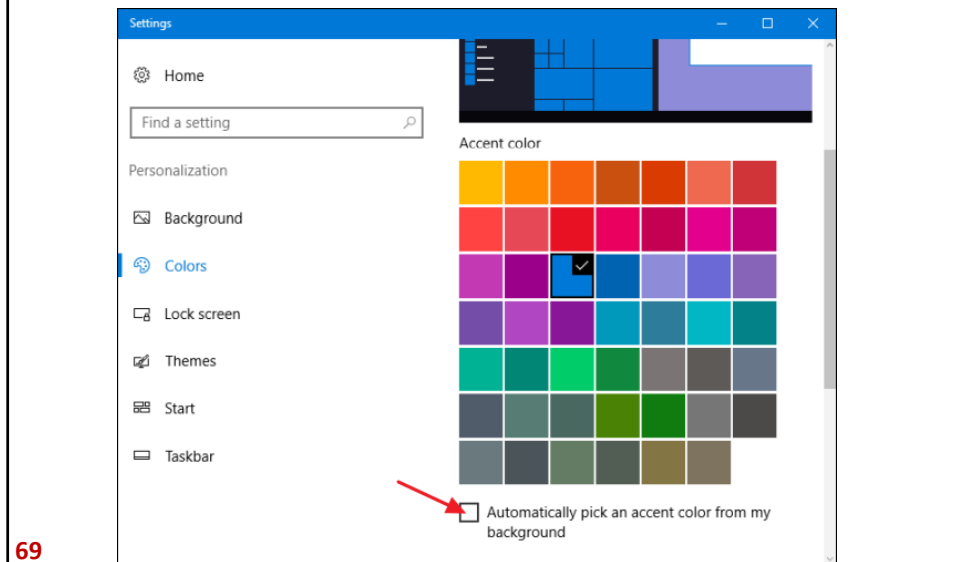 Settings
Home
Find a setting
Personalization
Background
Colors
Lock screen
Themes
Start
Taskbar
Accent color
Automatically pick an accent color from my
background
69